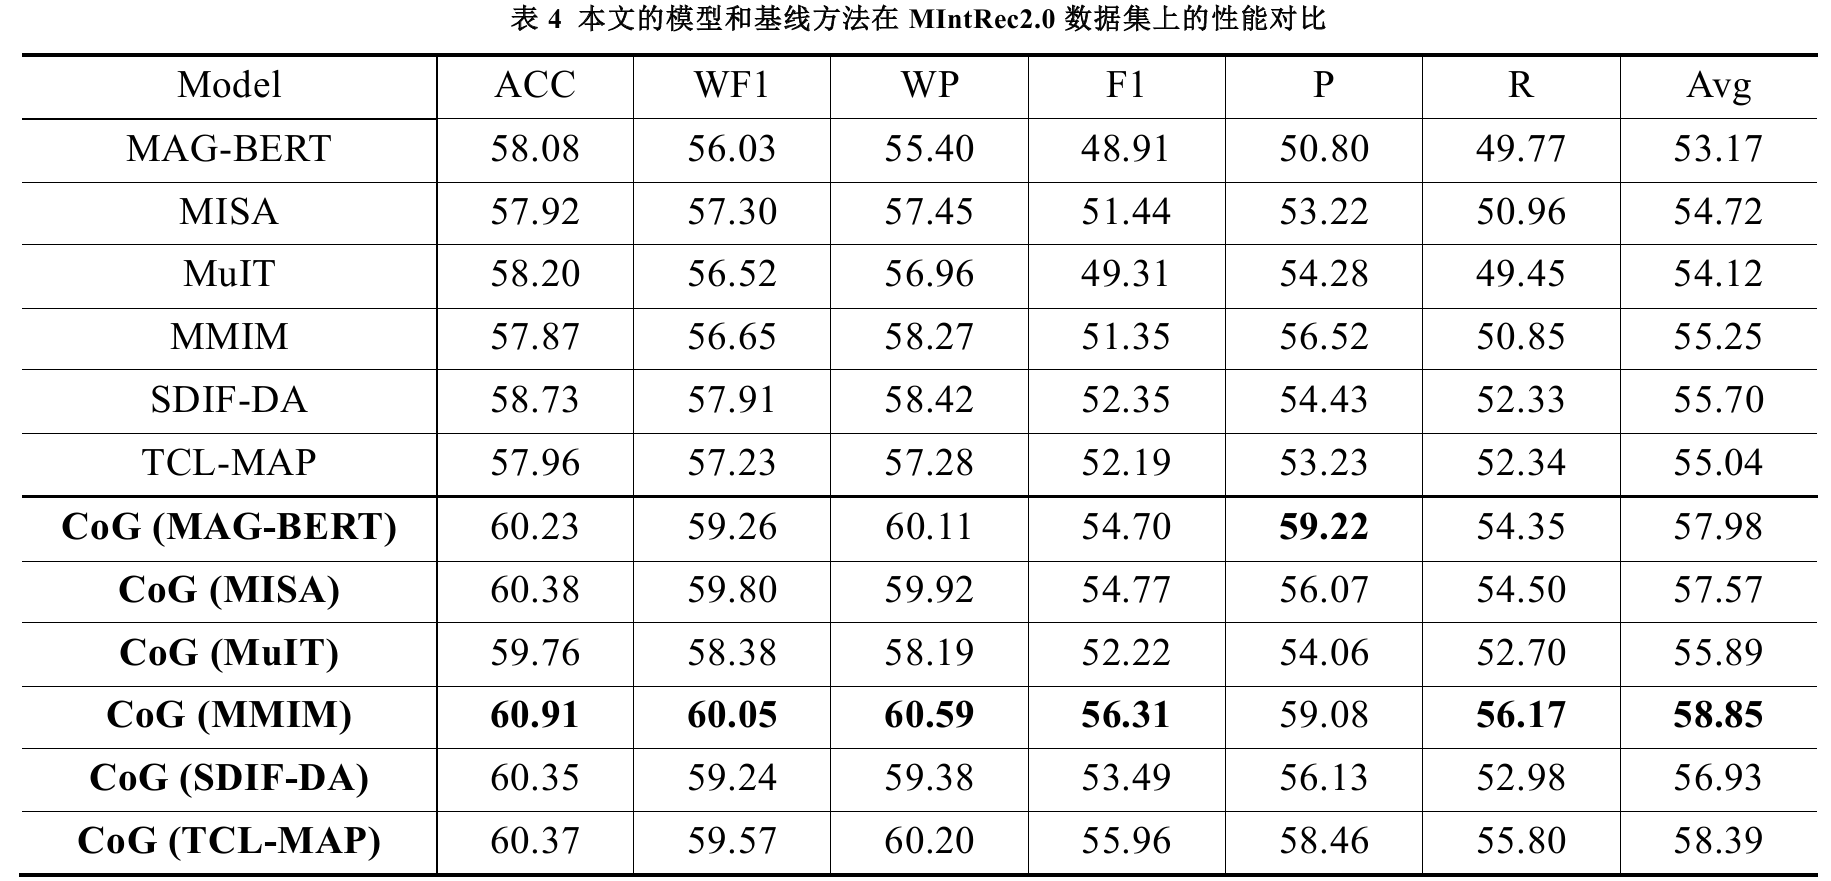 表 4 本文的模型和基线方法在 MIntRec2.0 数据集上的性能对比
Model ACC WF1 WP F1 P R Avg
MAG-BERT 58.08 56.03 55.40 48.91 50.80 49.77 53.17
MISA 57.92 57.30 57.45 51.44 53.22 50.96 54.72
MuIT 58.20 56.52 56.96 49.31 54.28 49.45 54.12
MMIM 57.87 56.65 58.27 51.35 56.52 50.85 55.25
SDIF-DA 58.73 57.91 58.42 52.35 54.43 52.33 55.70
TCL-MAP 57.96 57.23 57.28 52.19 53.23 52.34 55.04
CoG (MAG-BERT) 60.23 59.26 60.11 54.70 59.22 54.35 57.98
CoG (MISA) 60.38 59.80 59.92 54.77 56.07 54.50 57.57
CoG (MuIT) 59.76 58.38 58.19 52.22 54.06 52.70 55.89
CoG (MMIM) 60.91 60.05 60.59 56.31 59.08 56.17 58.85
CoG (SDIF-DA) 60.35 59.24 59.38 53.49 56.13 52.98 56.93
CoG (TCL-MAP) 60.37 59.57 60.20 55.96 58.46 55.80 58.39